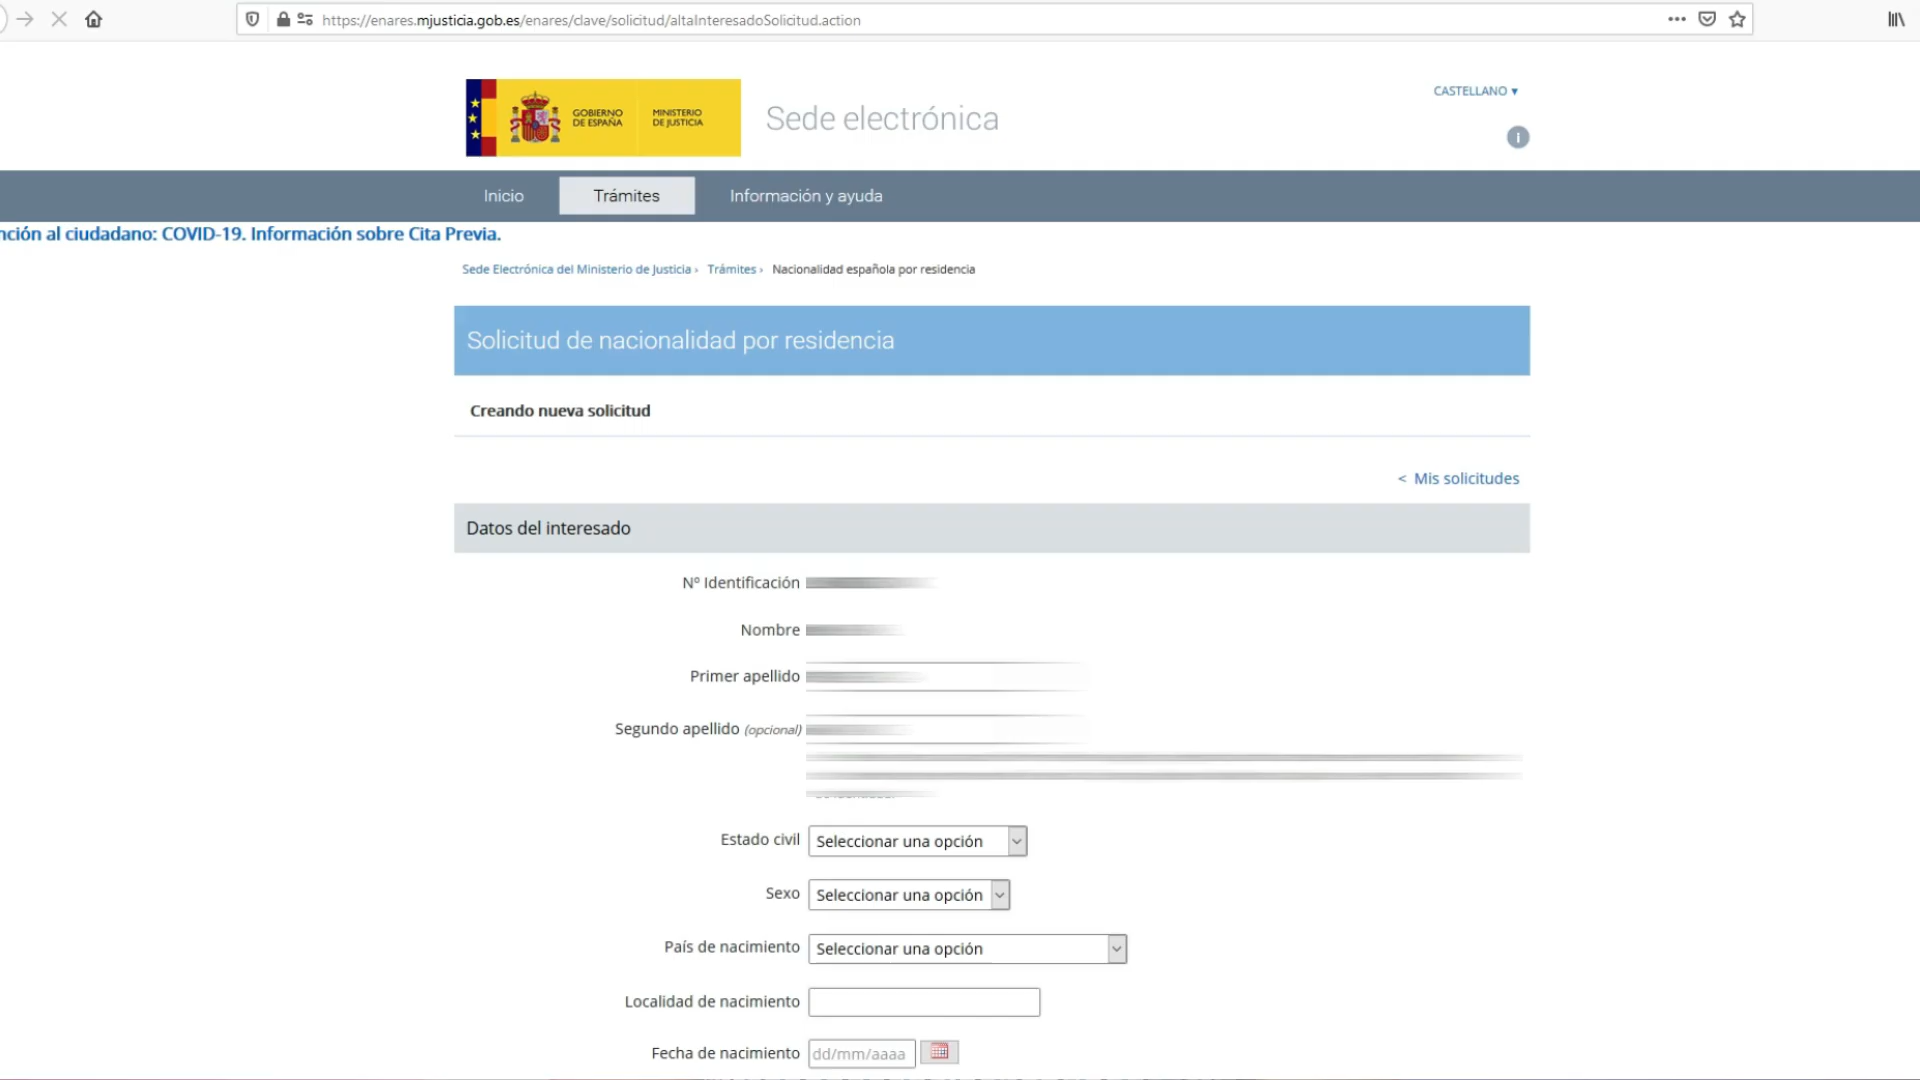 https://enares.mjusticia.gob.es/enares/clave/solicitud/altaInteresadoSolicitud.action
GOBIERNO
DE ESPAÑA
MINISTERIO
DE JUSTICIA
Sede electrónica
CASTELLANO ▾
i
Inicio
Trámites
Información y ayuda
nción al ciudadano: COVID-19. Información sobre Cita Previa.
Sede Electrónica del Ministerio de Justicia › Trámites › Nacionalidad española por residencia
Solicitud de nacionalidad por residencia
Creando nueva solicitud
< Mis solicitudes
Datos del interesado
Nº Identificación
Nombre
Primer apellido
Segundo apellido (opcional)
Estado civil Seleccionar una opción
Sexo Seleccionar una opción
País de nacimiento Seleccionar una opción
Localidad de nacimiento
Fecha de nacimiento dd/mm/aaaa